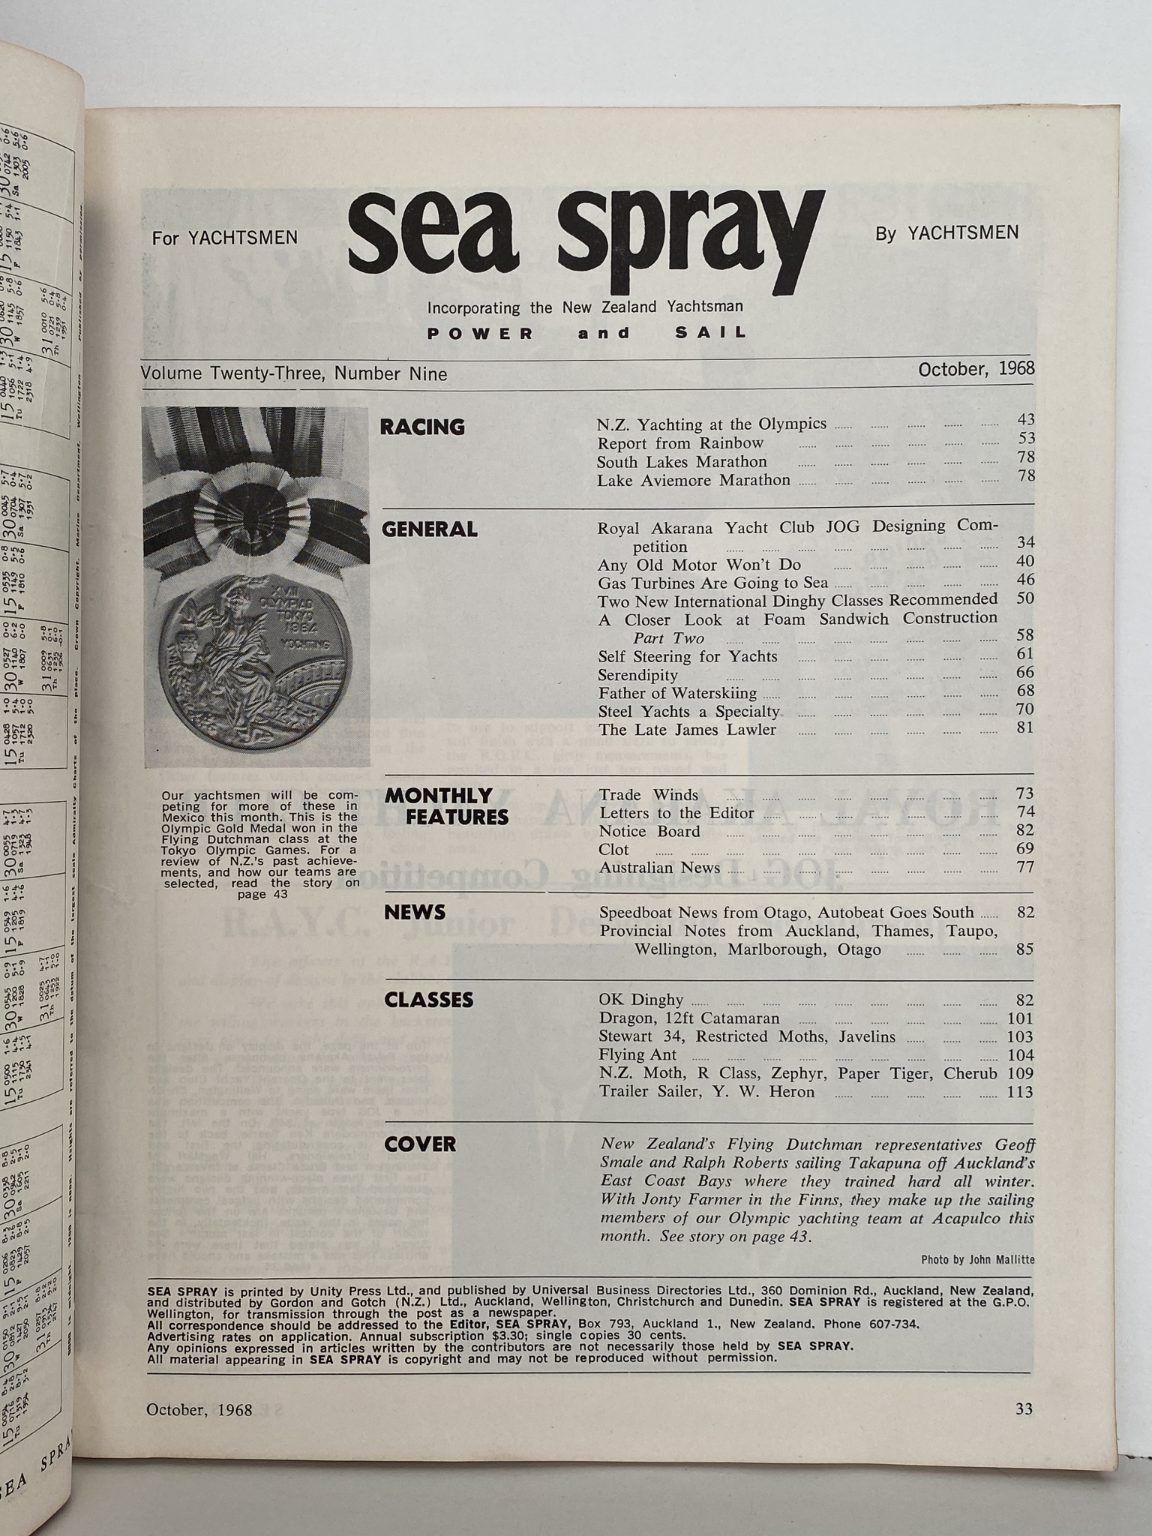 For YACHTSMEN
sea spray
By YACHTSMEN
Incorporating the New Zealand Yachtsman
POWER and SAIL
Volume Twenty-Three, Number Nine
October, 1968
XVIII
OLYMPIAD
TOKYO
1964
YACHTING
Our yachtsmen will be com-
peting for more of these in
Mexico this month. This is the
Olympic Gold Medal won in the
Flying Dutchman class at the
Tokyo Olympic Games. For a
review of N.Z.'s past achieve-
ments, and how our teams are
selected, read the story on
page 43
RACING
N.Z. Yachting at the Olympics ...... 43
Report from Rainbow ...... 53
South Lakes Marathon ...... 78
Lake Aviemore Marathon ...... 78
GENERAL
Royal Akarana Yacht Club JOG Designing Com-
petition ...... 34
Any Old Motor Won't Do ...... 40
Gas Turbines Are Going to Sea ...... 46
Two New International Dinghy Classes Recommended 50
A Closer Look at Foam Sandwich Construction
Part Two ...... 58
Self Steering for Yachts ...... 61
Serendipity ...... 66
Father of Waterskiing ...... 68
Steel Yachts a Specialty ...... 70
The Late James Lawler ...... 81
MONTHLY
FEATURES
Trade Winds ...... 73
Letters to the Editor ...... 74
Notice Board ...... 82
Clot ...... 69
Australian News ...... 77
NEWS
Speedboat News from Otago, Autobeat Goes South ...... 82
Provincial Notes from Auckland, Thames, Taupo,
Wellington, Marlborough, Otago ...... 85
CLASSES
OK Dinghy ...... 82
Dragon, 12ft Catamaran ...... 101
Stewart 34, Restricted Moths, Javelins ...... 103
Flying Ant ...... 104
N.Z. Moth, R Class, Zephyr, Paper Tiger, Cherub 109
Trailer Sailer, Y. W. Heron ...... 113
COVER
New Zealand's Flying Dutchman representatives Geoff
Smale and Ralph Roberts sailing Takapuna off Auckland's
East Coast Bays where they trained hard all winter.
With Jonty Farmer in the Finns, they make up the sailing
members of our Olympic yachting team at Acapulco this
month. See story on page 43.
Photo by John Mallitte
SEA SPRAY is printed by Unity Press Ltd., and published by Universal Business Directories Ltd., 360 Dominion Rd., Auckland, New Zealand,
and distributed by Gordon and Gotch (N.Z.) Ltd., Auckland, Wellington, Christchurch and Dunedin. SEA SPRAY is registered at the G.P.O.
Wellington, for transmission through the post as a newspaper.
All correspondence should be addressed to the Editor, SEA SPRAY, Box 793, Auckland 1., New Zealand. Phone 607-734.
Advertising rates on application. Annual subscription $3.30; single copies 30 cents.
Any opinions expressed in articles written by the contributors are not necessarily those held by SEA SPRAY.
All material appearing in SEA SPRAY is copyright and may not be reproduced without permission.
October, 1968
33